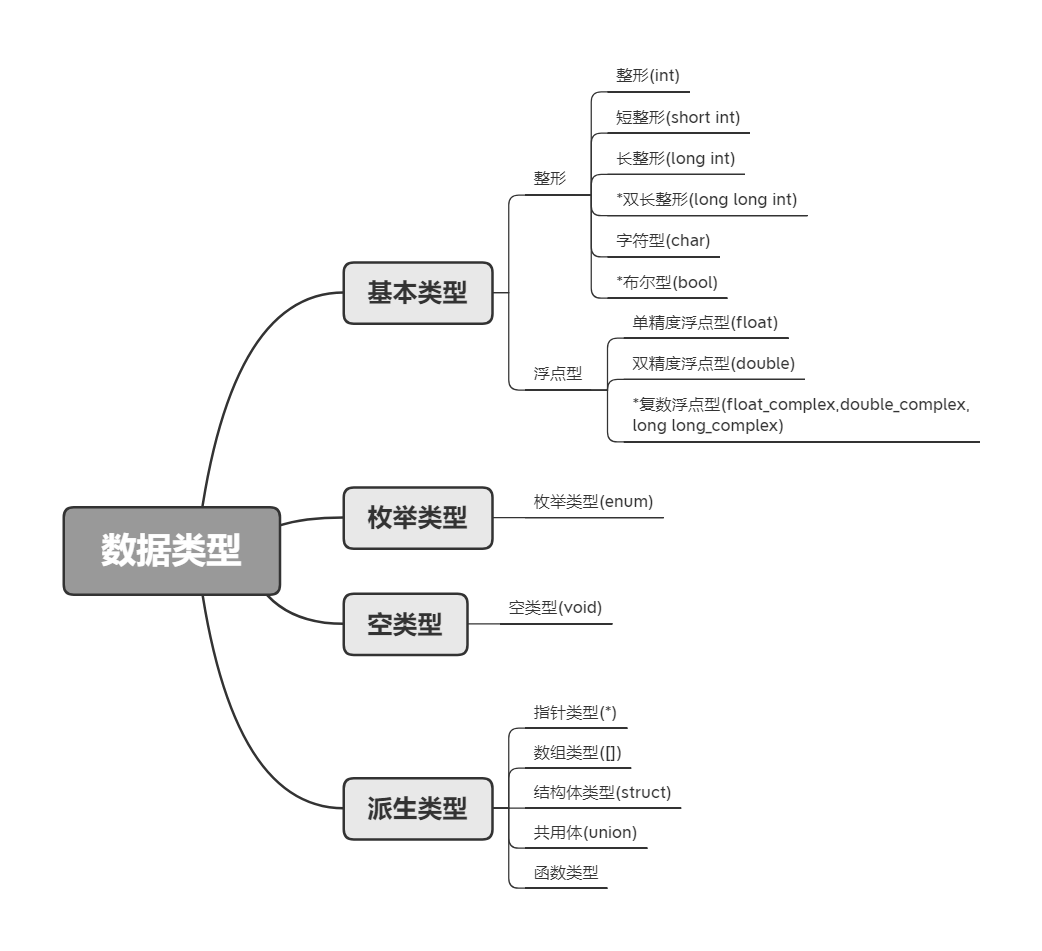 数据类型
基本类型
整形
整形(int)
短整形(short int)
长整形(long int)
*双长整形(long long int)
字符型(char)
*布尔型(bool)
浮点型
单精度浮点型(float)
双精度浮点型(double)
*复数浮点型(float_complex,double_complex,
long long_complex)
枚举类型
枚举类型(enum)
空类型
空类型(void)
派生类型
指针类型(*)
数组类型([])
结构体类型(struct)
共用体(union)
函数类型